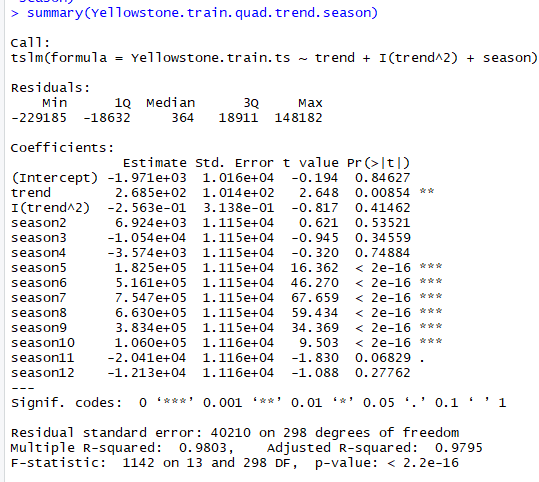 > summary(Yellowstone.train.quad.trend.season)
Call:
tslm(formula = Yellowstone.train.ts ~ trend + I(trend^2) + season)
Residuals:
Min 1Q Median 3Q Max
-229185 -18632 364 18911 148182
Coefficients:
Estimate Std. Error t value Pr(>|t|)
(Intercept) -1.971e+03 1.016e+04 -0.194 0.84627
trend 2.685e+02 1.014e+02 2.648 0.00854 **
I(trend^2) -2.563e-01 3.138e-01 -0.817 0.41462
season2 6.924e+03 1.115e+04 0.621 0.53521
season3 -1.054e+04 1.115e+04 -0.945 0.34559
season4 -3.574e+03 1.115e+04 -0.320 0.74884
season5 1.825e+05 1.115e+04 16.362 < 2e-16 ***
season6 5.161e+05 1.115e+04 46.270 < 2e-16 ***
season7 7.547e+05 1.115e+04 67.659 < 2e-16 ***
season8 6.630e+05 1.115e+04 59.434 < 2e-16 ***
season9 3.834e+05 1.115e+04 34.369 < 2e-16 ***
season10 1.060e+05 1.116e+04 9.503 < 2e-16 ***
season11 -2.041e+04 1.116e+04 -1.830 0.06829 .
season12 -1.213e+04 1.116e+04 -1.088 0.27762
---
Signif. codes: 0 ‘***’ 0.001 ‘**’ 0.01 ‘*’ 0.05 ‘.’ 0.1 ‘ ’ 1
Residual standard error: 40210 on 298 degrees of freedom
Multiple R-squared: 0.9803, Adjusted R-squared: 0.9795
F-statistic: 1142 on 13 and 298 DF, p-value: < 2.2e-16